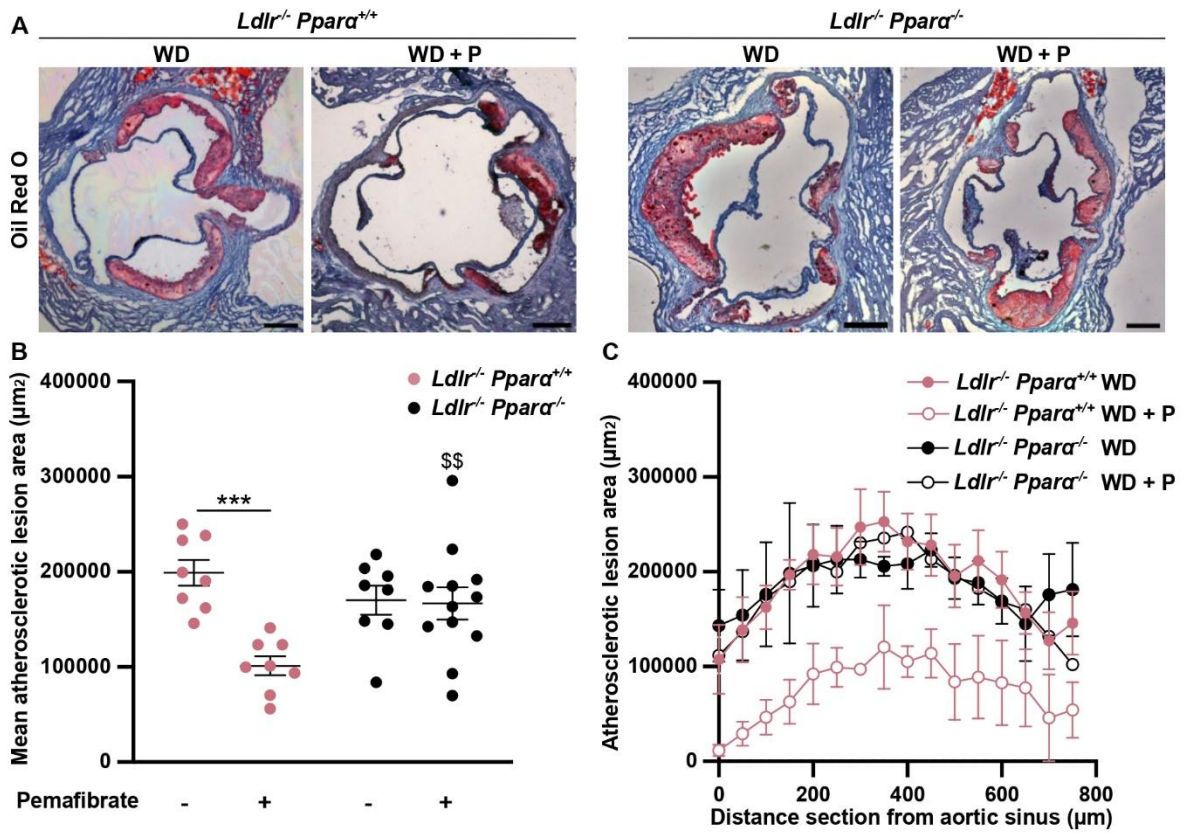 A
Ldlr-/- Pparα+/+
Ldlr-/- Pparα-/-
WD
WD + P
WD
WD + P
Oil Red O
B
Mean atherosclerotic lesion area (µm2)
400000
300000
200000
100000
0
Ldlr-/- Pparα+/+
Ldlr-/- Pparα-/-
***
$$
Pemafibrate
-
+
-
+
C
Atherosclerotic lesion area (µm2)
400000
300000
200000
100000
0
Ldlr-/- Pparα+/+ WD
Ldlr-/- Pparα+/+ WD + P
Ldlr-/- Pparα-/- WD
Ldlr-/- Pparα-/- WD + P
0
200
400
600
800
Distance section from aortic sinus (µm)